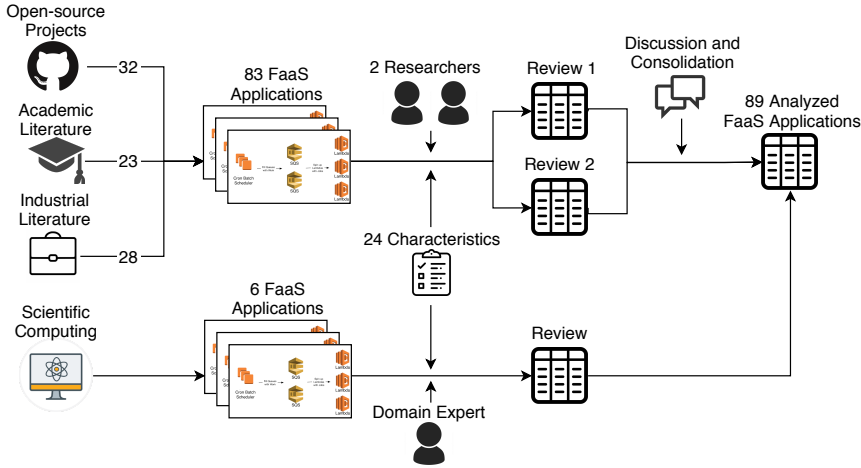 Open-source
Projects
32
Academic
Literature
23
Industrial
Literature
28
83 FaaS
Applications
Cron Batch
Scheduler
SQS
SQS
Lambda
Lambda
Lambda
2 Researchers
24 Characteristics
Review 1
Review 2
Discussion and
Consolidation
89 Analyzed
FaaS Applications
Scientific
Computing
6 FaaS
Applications
Cron Batch
Scheduler
SQS
SQS
Lambda
Lambda
Lambda
Domain Expert
Review